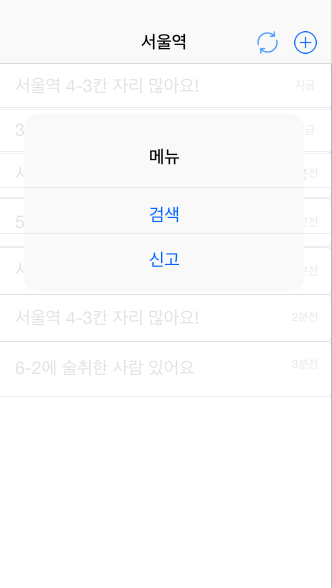 서울역
서울역 4-3칸 자리 많아요!
지금
3
금
메뉴
서
분전
검색
5
분전
신고
서
분전
서울역 4-3칸 자리 많아요!
2분전
6-2에 술취한 사람 있어요
3분전